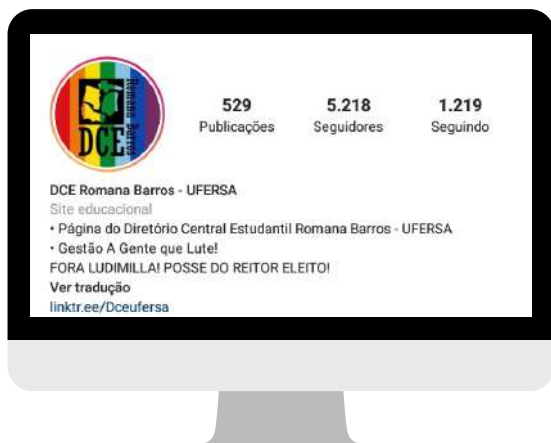 DCE
Romana Barros
529
Publicações
5.218
Seguidores
1.219
Seguindo
DCE Romana Barros - UFERSA
Site educacional
• Página do Diretório Central Estudantil Romana Barros - UFERSA
• Gestão A Gente que Lute!
FORA LUDIMILLA! POSSE DO REITOR ELEITO!
Ver tradução
linktr.ee/Dceufersa